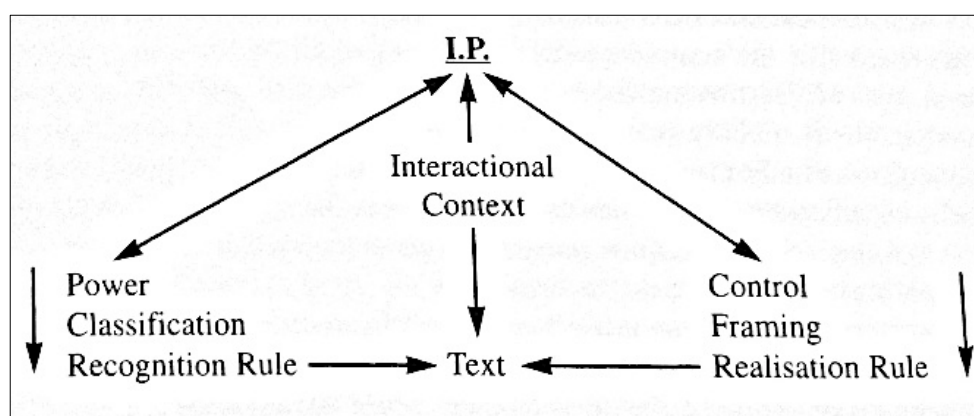 I.P.
Interactional
Context
Power
Classification
Recognition Rule
Text
Control
Framing
Realisation Rule